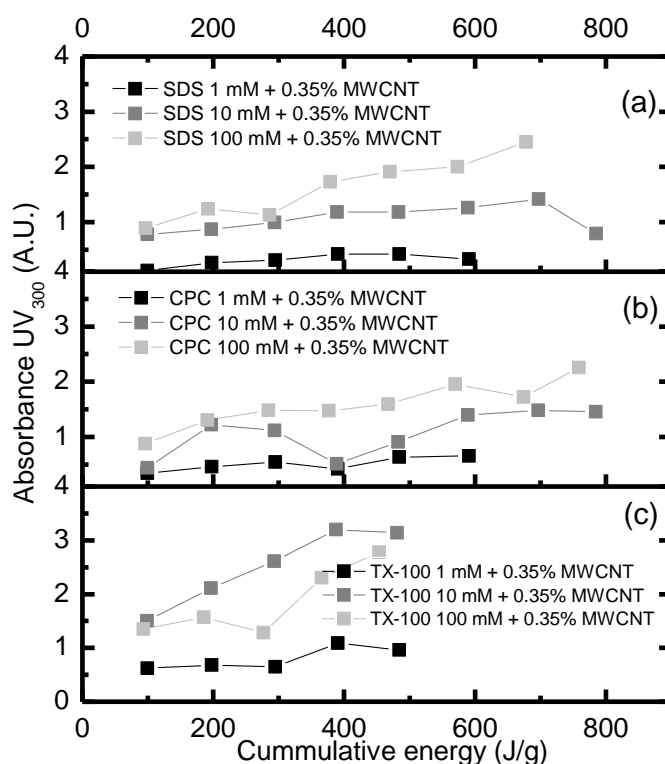 0 200 400 600 800
4
(a)
SDS 1 mM + 0.35% MWCNT
SDS 10 mM + 0.35% MWCNT
SDS 100 mM + 0.35% MWCNT
3
2
1
4
(b)
CPC 1 mM + 0.35% MWCNT
CPC 10 mM + 0.35% MWCNT
CPC 100 mM + 0.35% MWCNT
3
2
1
4
(c)
3
TX-100 1 mM + 0.35% MWCNT
TX-100 10 mM + 0.35% MWCNT
TX-100 100 mM + 0.35% MWCNT
2
1
0
0 200 400 600 800
Absorbance UV300 (A.U.)
Cummulative energy (J/g)